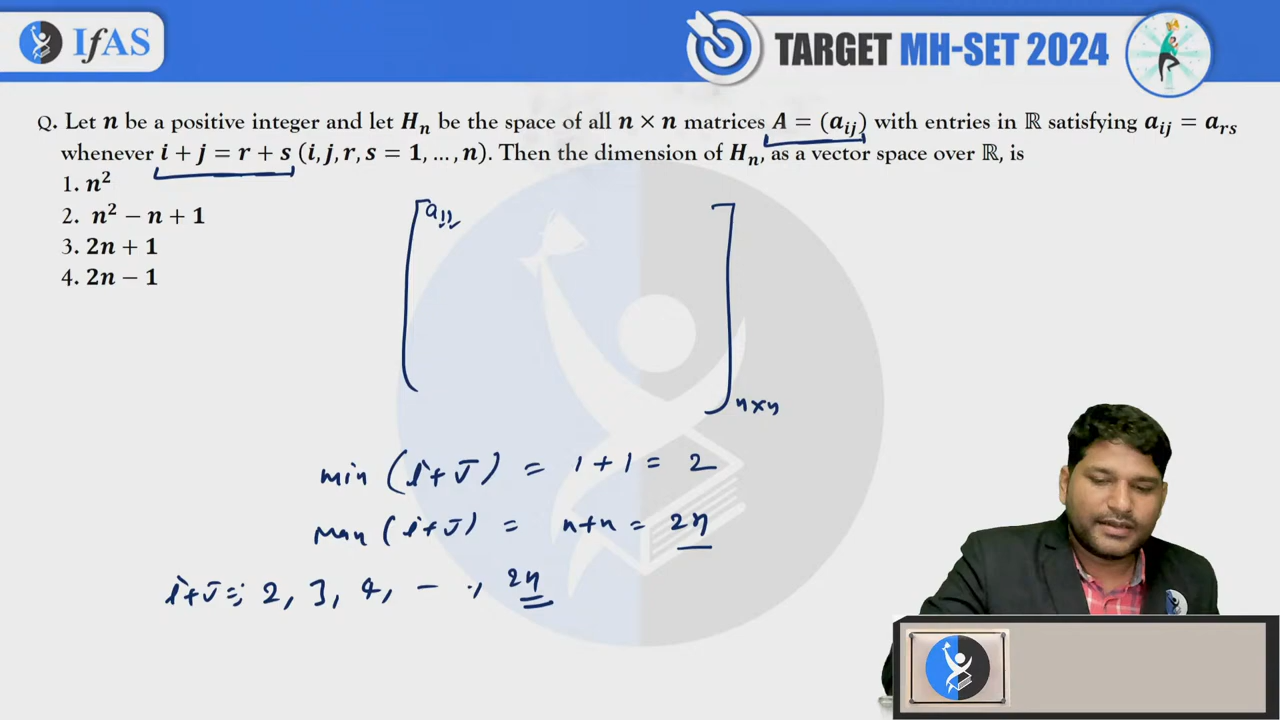 IfAS
TARGET MH-SET 2024
Q. Let n be a positive integer and let Hₙ be the space of all n × n matrices A = (aᵢⱼ) with entries in ℝ satisfying aᵢⱼ = aᵣₛ
whenever i + j = r + s (i, j, r, s = 1, …, n). Then the dimension of Hₙ, as a vector space over ℝ, is
1. n²
2. n² − n + 1
3. 2n + 1
4. 2n − 1
a₁₁
n×n
min (i+j) = 1+1 = 2
max (i+j) = n+n = 2n
i+j = 2, 3, 4, - ‥, 2n